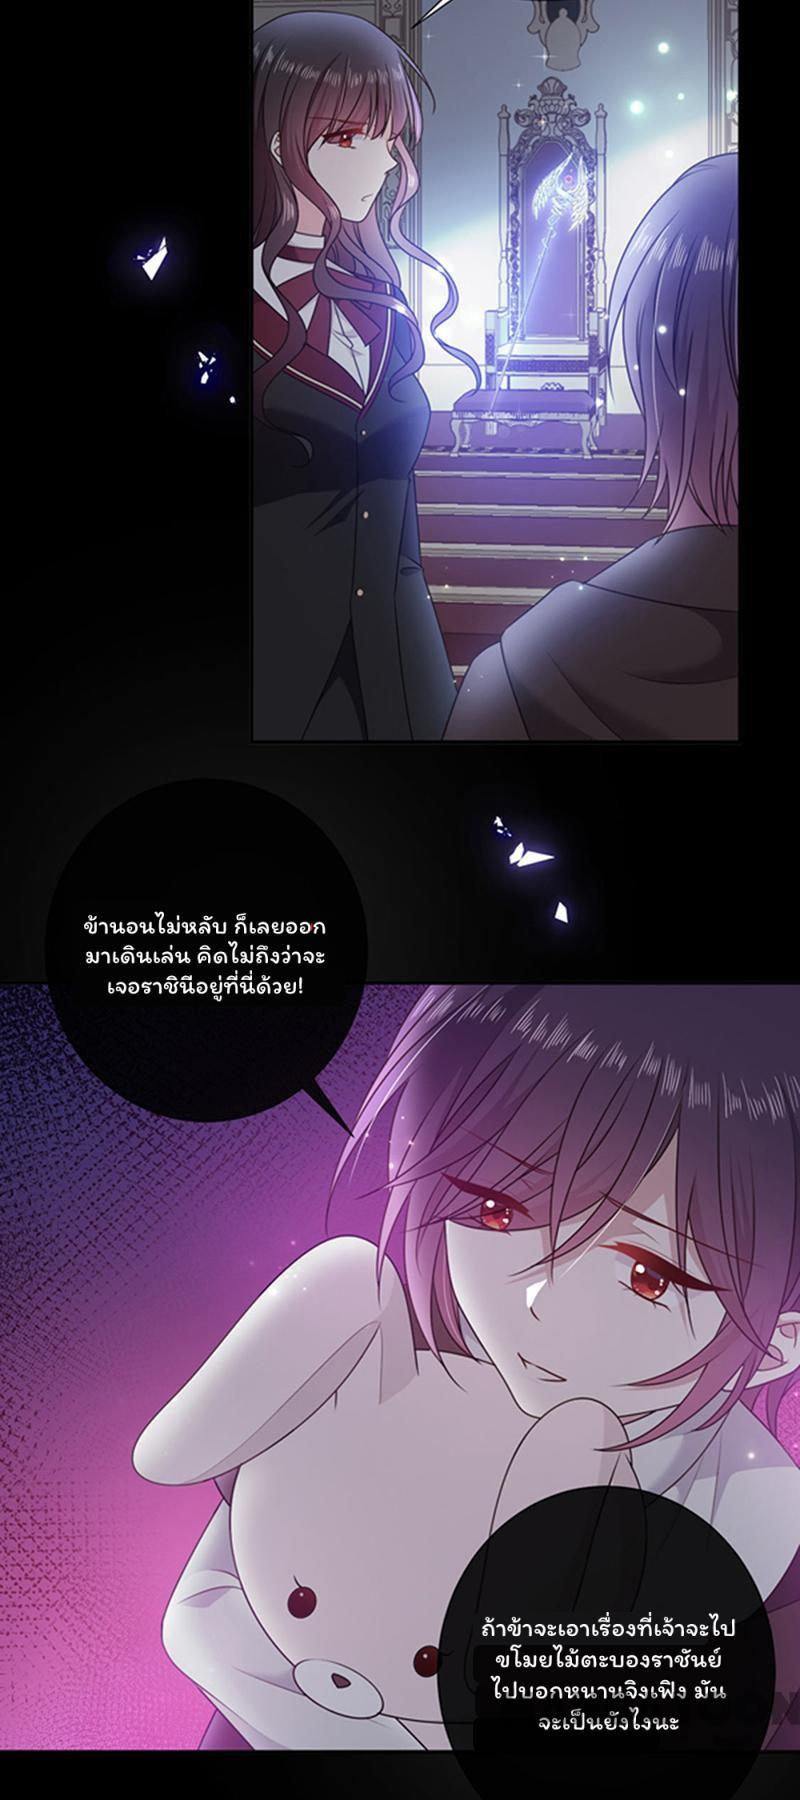 ข้านอนไม่หลับ ก็เลยออก
มาเดินเล่น คิดไม่ถึงว่าจะ
เจอราชินีอยู่ที่นี่ด้วย!
ถ้าข้าจะเอาเรื่องที่เจ้าจะไป
ขโมยไม้ตะบองราชันย์
ไปบอกหนานจิงเฟิง มัน
จะเป็นยังไงนะ